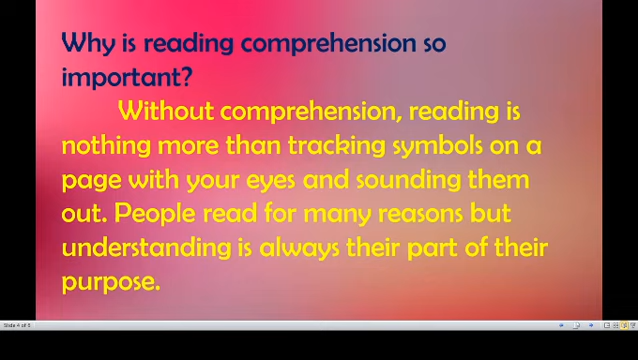 Why is reading comprehension so
important?
Without comprehension, reading is
nothing more than tracking symbols on a
page with your eyes and sounding them
out. People read for many reasons but
understanding is always their part of their
purpose.
Slide 4 of 5